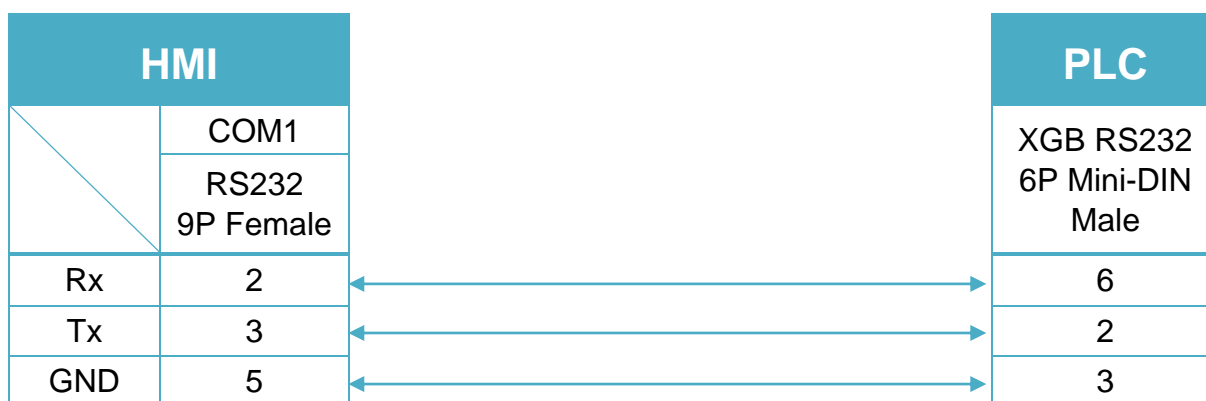 HMI PLC
COM1
RS232
9P Female
XGB RS232
6P Mini-DIN
Male
Rx 2 6
Tx 3 2
GND 5 3